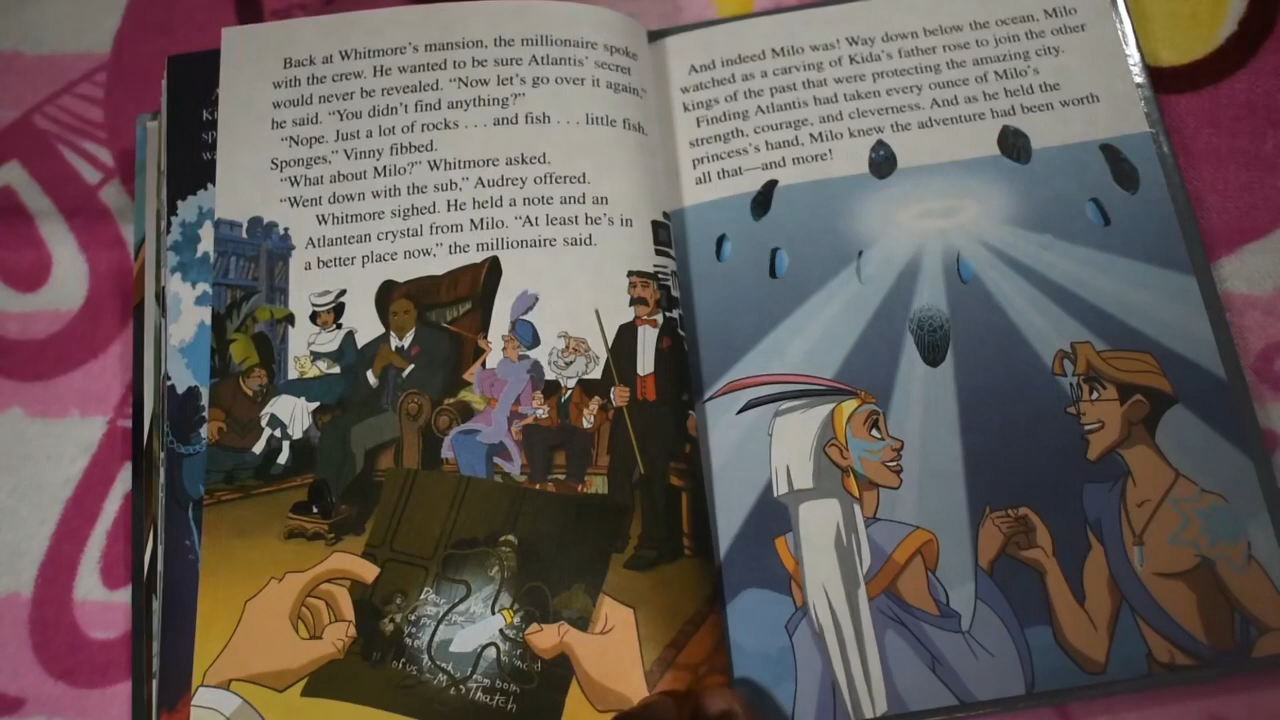 Back at Whitmore's mansion, the millionaire spoke
with the crew. He wanted to be sure Atlantis' secret
would never be revealed. "Now let's go over it again,"
he said. "You didn't find anything?"
"Nope. Just a lot of rocks . . . and fish . . . little fish.
Sponges," Vinny fibbed.
"What about Milo?" Whitmore asked.
"Went down with the sub," Audrey offered.
Whitmore sighed. He held a note and an
Atlantean crystal from Milo. "At least he's in
a better place now," the millionaire said.
Dear
of us – Thatch
And indeed Milo was! Way down below the ocean, Milo
watched as a carving of Kida's father rose to join the other
kings of the past that were protecting the amazing city.
Finding Atlantis had taken every ounce of Milo's
strength, courage, and cleverness. And as he held the
princess's hand, Milo knew the adventure had been worth
all that—and more!